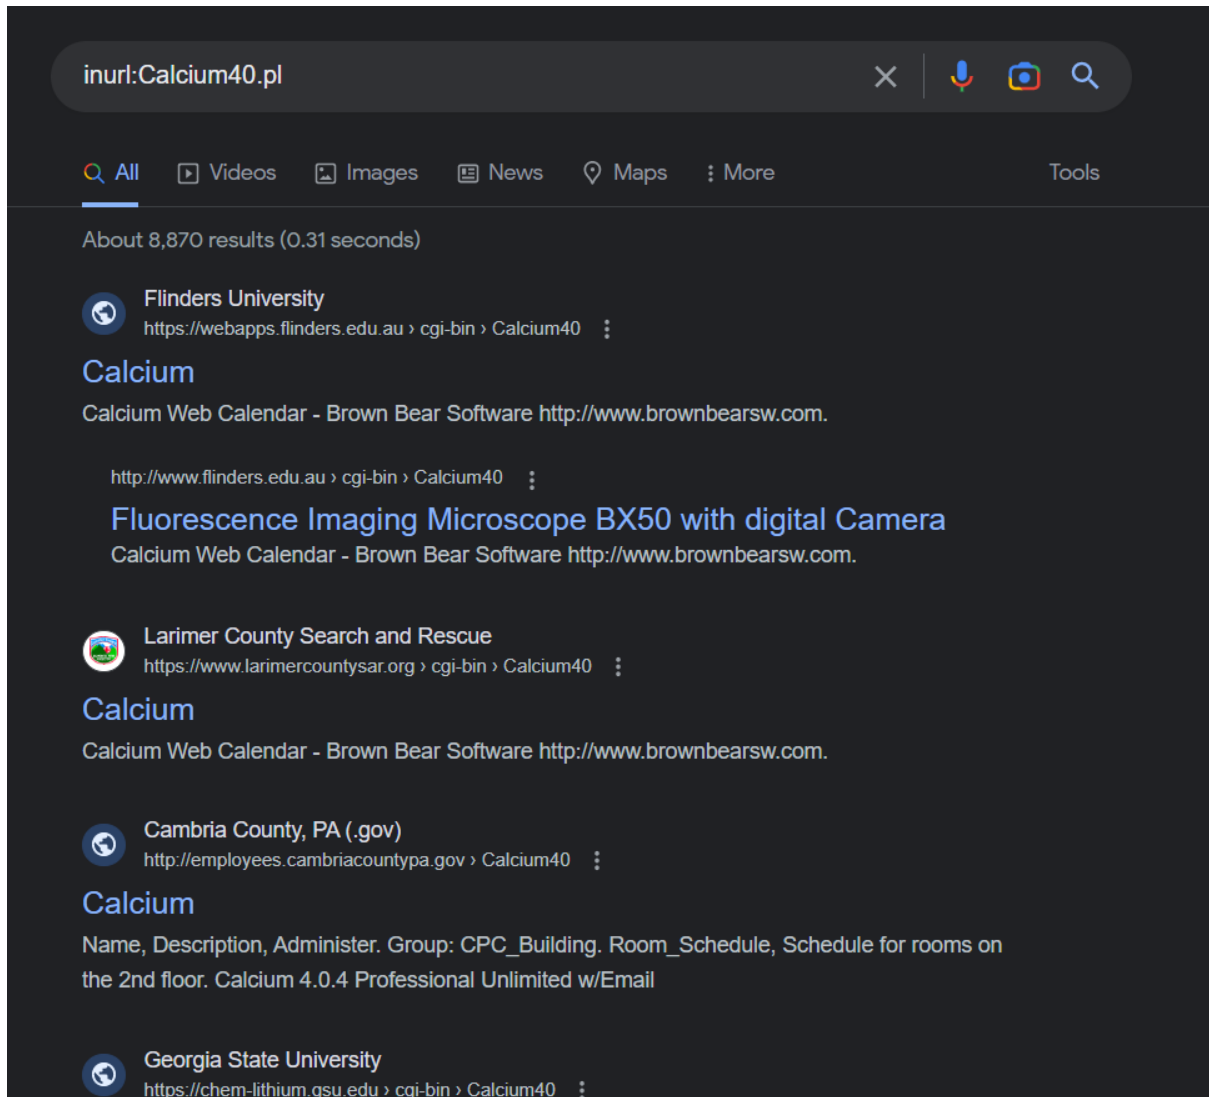 inurl:Calcium40.pl
All Videos Images News Maps More Tools
About 8,870 results (0.31 seconds)
Flinders University
https://webapps.flinders.edu.au › cgi-bin › Calcium40
Calcium
Calcium Web Calendar - Brown Bear Software http://www.brownbearsw.com.
http://www.flinders.edu.au › cgi-bin › Calcium40
Fluorescence Imaging Microscope BX50 with digital Camera
Calcium Web Calendar - Brown Bear Software http://www.brownbearsw.com.
Larimer County Search and Rescue
https://www.larimercountysar.org › cgi-bin › Calcium40
Calcium
Calcium Web Calendar - Brown Bear Software http://www.brownbearsw.com.
Cambria County, PA (.gov)
http://employees.cambriacountypa.gov › Calcium40
Calcium
Name, Description, Administer. Group: CPC_Building. Room_Schedule, Schedule for rooms on
the 2nd floor. Calcium 4.0.4 Professional Unlimited w/Email
Georgia State University
https://chem-lithium.gsu.edu › cgi-bin › Calcium40